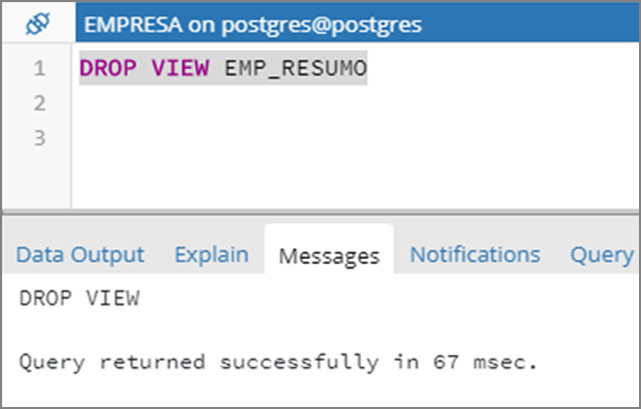 EMPRESA on postgres@postgres
1 DROP VIEW EMP_RESUMO
2
3
Data Output Explain Messages Notifications Query
DROP VIEW
Query returned successfully in 67 msec.